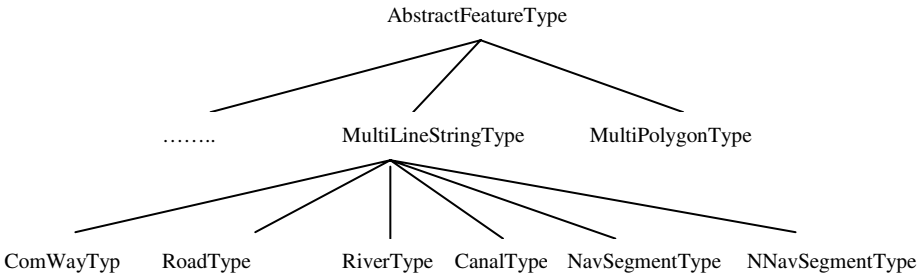 AbstractFeatureType
…….. MultiLineStringType MultiPolygonType
ComWayTyp RoadType RiverType CanalType NavSegmentType NNavSegmentType